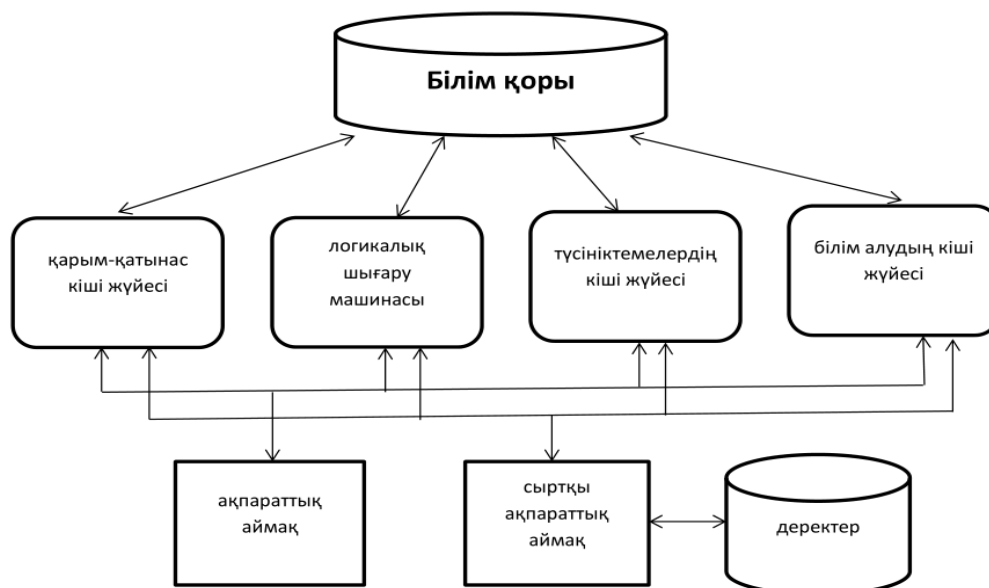 Білім қоры
қарым-қатынас
кіші жүйесі
логикалық
шығару
машинасы
түсініктемелердің
кіші жүйесі
білім алудың кіші
жүйесі
ақпараттық
аймақ
сыртқы
ақпараттық
аймақ
деректер